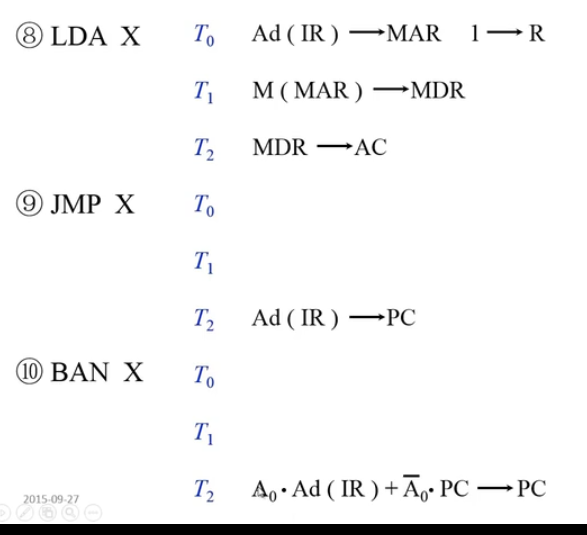 ⑧ LDA X T₀ Ad ( IR ) ⟶ MAR 1 ⟶ R
T₁ M ( MAR ) ⟶ MDR
T₂ MDR ⟶ AC
⑨ JMP X T₀
T₁
T₂ Ad ( IR ) ⟶ PC
⑩ BAN X T₀
T₁
T₂ A₀ • Ad ( IR ) + A̅₀ • PC ⟶ PC
2015-09-27